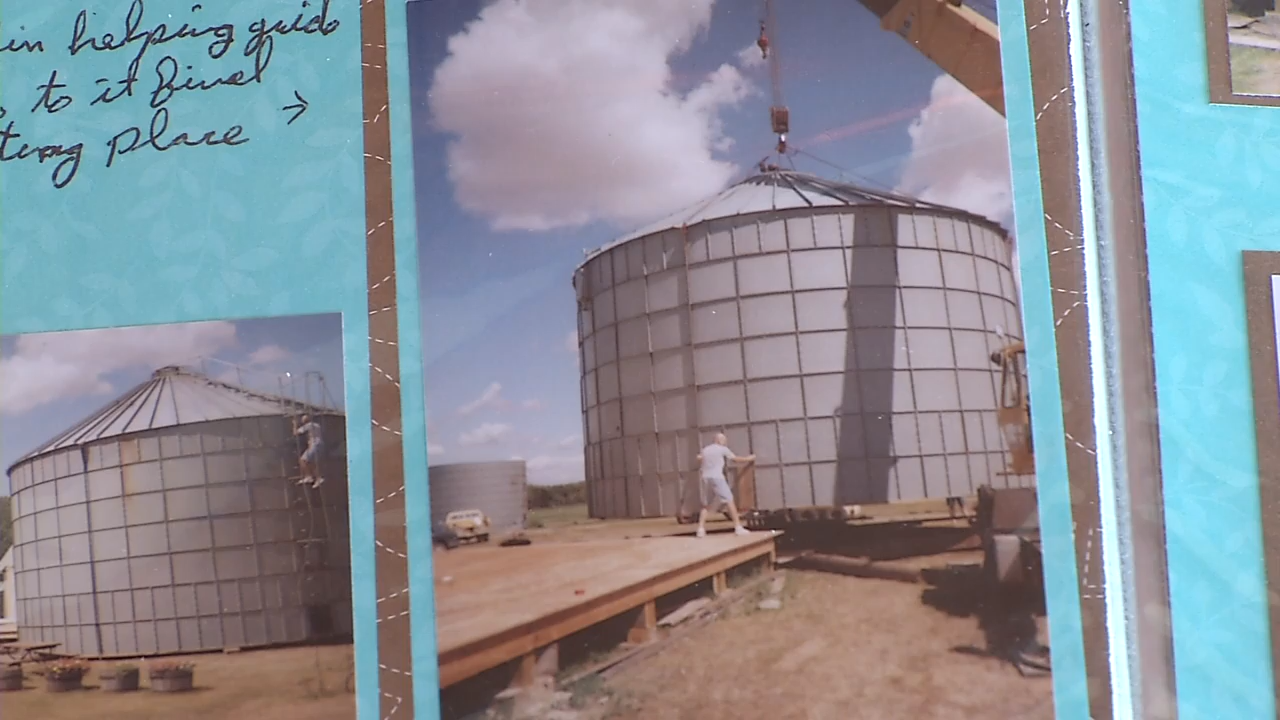 in helping guide
to it final
place →